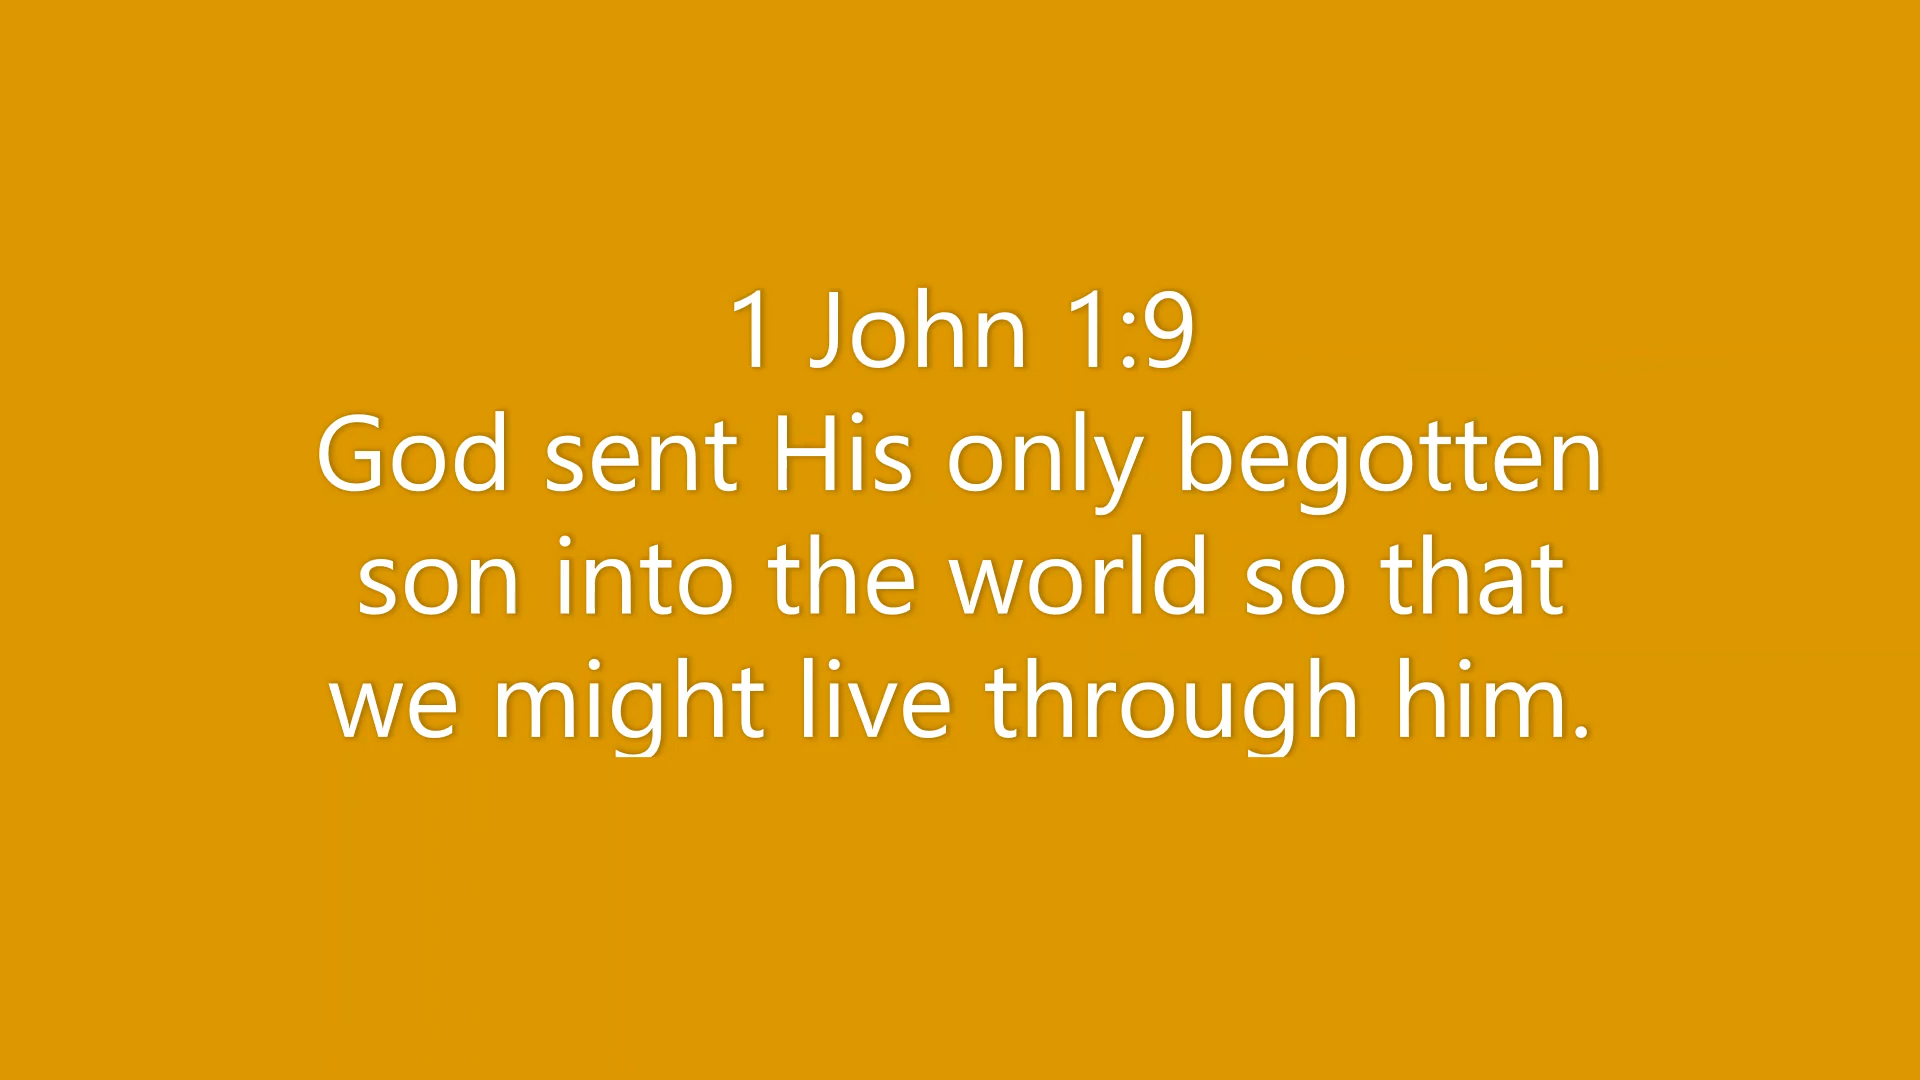 1 John 1:9
God sent His only begotten
son into the world so that
we might live through him.